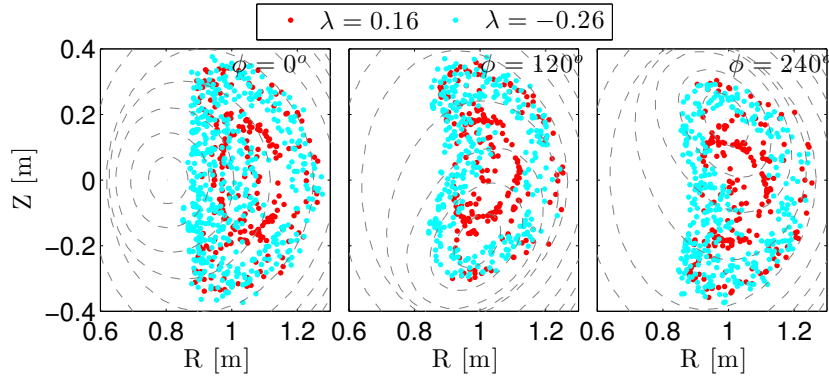 λ = 0.16 λ = −0.26
ϕ = 0° ϕ = 120° ϕ = 240°
0.4 0.2 0 −0.2 −0.4
Z [m]
0.6 0.8 1 1.2 0.6 0.8 1 1.2 0.6 0.8 1 1.2
R [m] R [m] R [m]